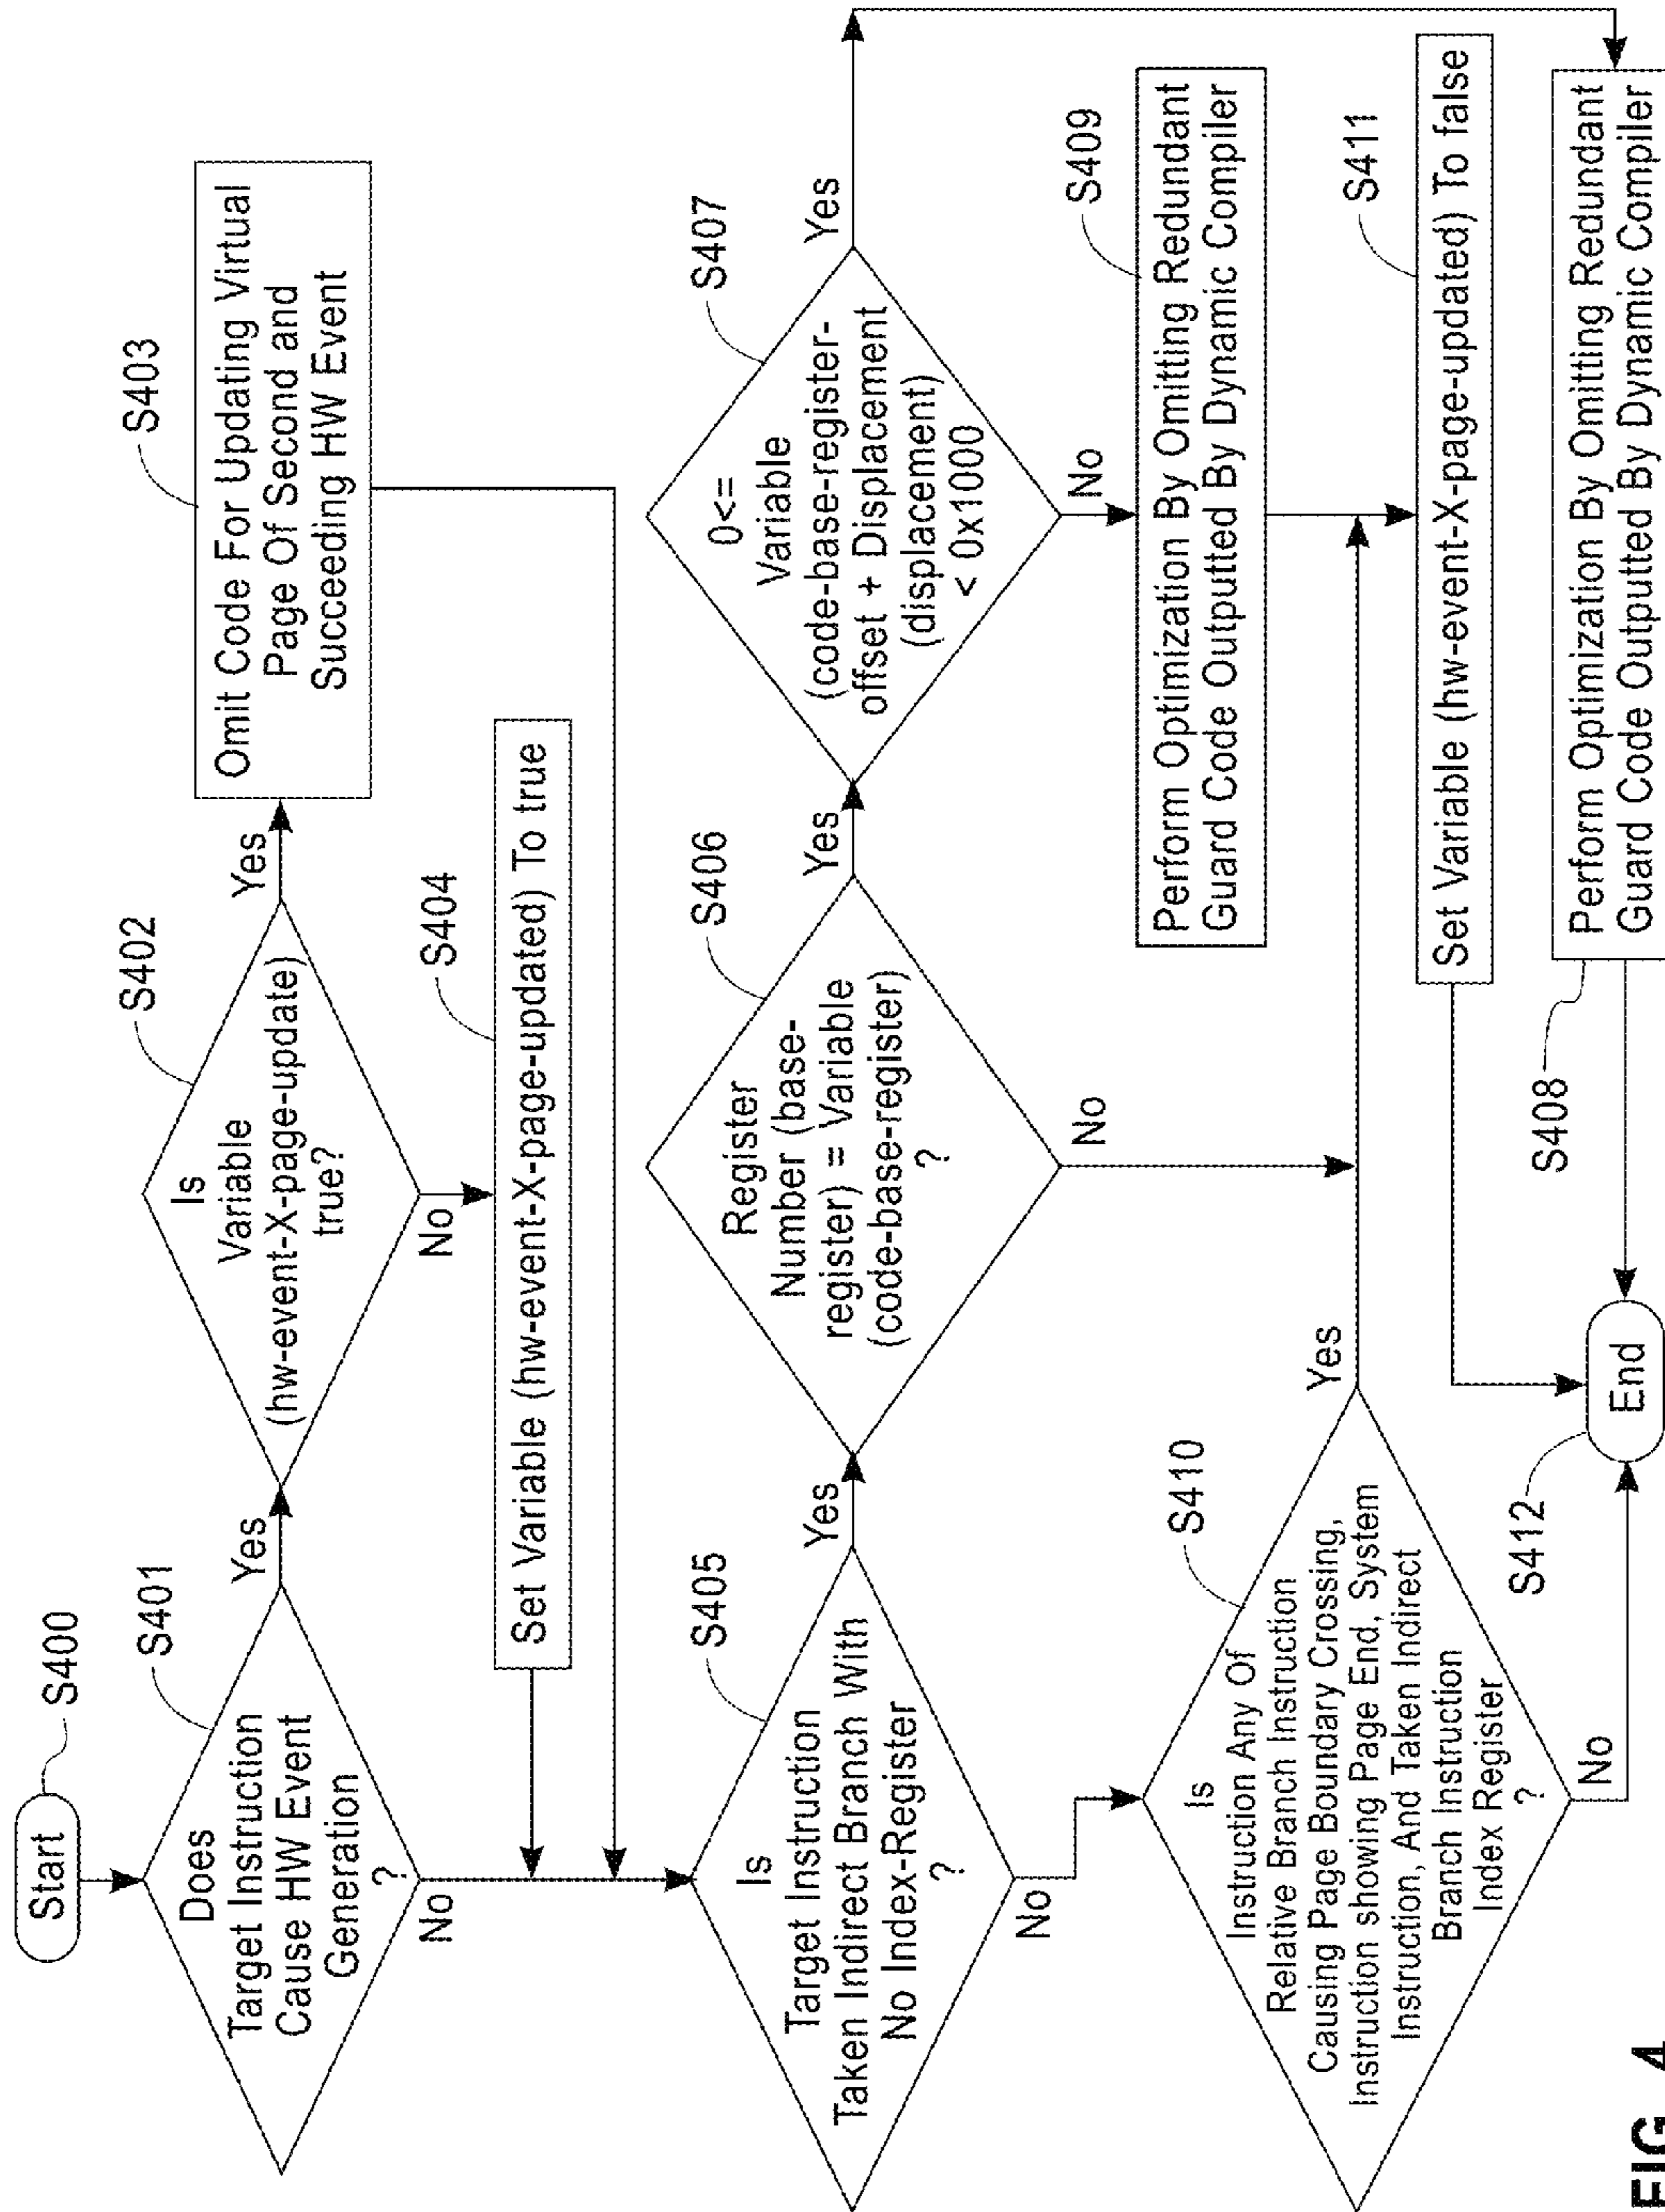 Start
S400
Does
Target Instruction
Cause HW Event
Generation
?
S401
Yes
No
Is
Variable
(hw-event-X-page-update)
true?
S402
Yes
No
Omit Code For Updating Virtual
Page Of Second and
Succeeding HW Event
S403
Set Variable (hw-event-X-page-updated) To true
S404
Is
Target Instruction
Taken Indirect Branch With
No Index-Register
?
S405
Yes
No
Register
Number (base-
register) = Variable
(code-base-register)
?
S406
Yes
No
0<=
Variable
(code-base-register-
offset + Displacement
(displacement)
< 0x1000
S407
Yes
No
Perform Optimization By Omitting Redundant
Guard Code Outputted By Dynamic Compiler
S409
Is
Instruction Any Of
Relative Branch Instruction
Causing Page Boundary Crossing,
Instruction showing Page End, System
Instruction, And Taken Indirect
Branch Instruction
Index Register
?
S410
Yes
No
Set Variable (hw-event-X-page-updated) To false
S411
Perform Optimization By Omitting Redundant
Guard Code Outputted By Dynamic Compiler
S408
End
S412
FIG. 4